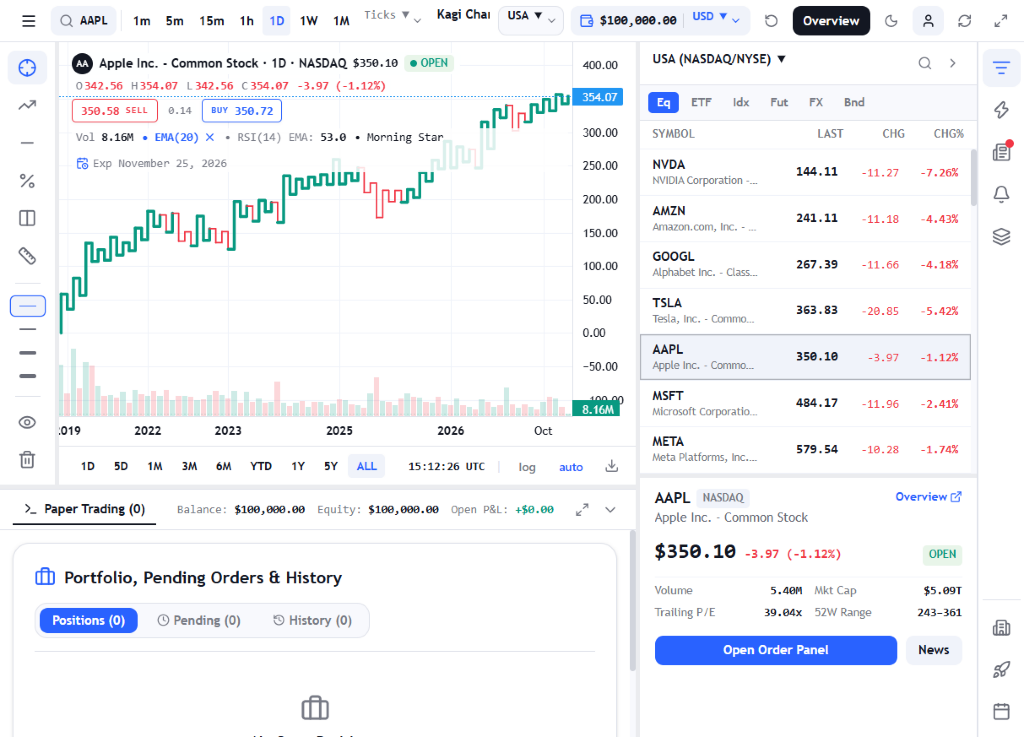 AAPL 1m 5m 15m 1h 1D 1W 1M Ticks ▼ Kagi Char USA ▼ $100,000.00 USD ▼ Overview
AA Apple Inc. - Common Stock · 1D · NASDAQ $350.10 OPEN
O 342.56 H 354.07 L 342.56 C 354.07 -3.97 (-1.12%)
350.58 SELL 0.14 BUY 350.72
Vol 8.16M • EMA(20) × • RSI(14) EMA: 53.0 • Morning Star
Exp November 25, 2026
400.00
354.07
300.00
250.00
200.00
150.00
100.00
50.00
0.00
−50.00
−100.00
8.16M
2019 2022 2023 2025 2026 Oct
1D 5D 1M 3M 6M YTD 1Y 5Y ALL 15:12:26 UTC log auto
Paper Trading (0) Balance: $100,000.00 Equity: $100,000.00 Open P&L: +$0.00
Portfolio, Pending Orders & History
Positions (0) Pending (0) History (0)
USA (NASDAQ/NYSE) ▼
Eq ETF Idx Fut FX Bnd
SYMBOL LAST CHG CHG%
NVDA 144.11 -11.27 -7.26%
NVIDIA Corporation -...
AMZN 241.11 -11.18 -4.43%
Amazon.com, Inc. - ...
GOOGL 267.39 -11.66 -4.18%
Alphabet Inc. - Class...
TSLA 363.83 -20.85 -5.42%
Tesla, Inc. - Commo...
AAPL 350.10 -3.97 -1.12%
Apple Inc. - Commo...
MSFT 484.17 -11.96 -2.41%
Microsoft Corporatio...
META 579.54 -10.28 -1.74%
Meta Platforms, Inc....
AAPL NASDAQ Overview
Apple Inc. - Common Stock
$350.10 -3.97 (-1.12%) OPEN
Volume 5.40M Mkt Cap $5.09T
Trailing P/E 39.04x 52W Range 243-361
Open Order Panel News